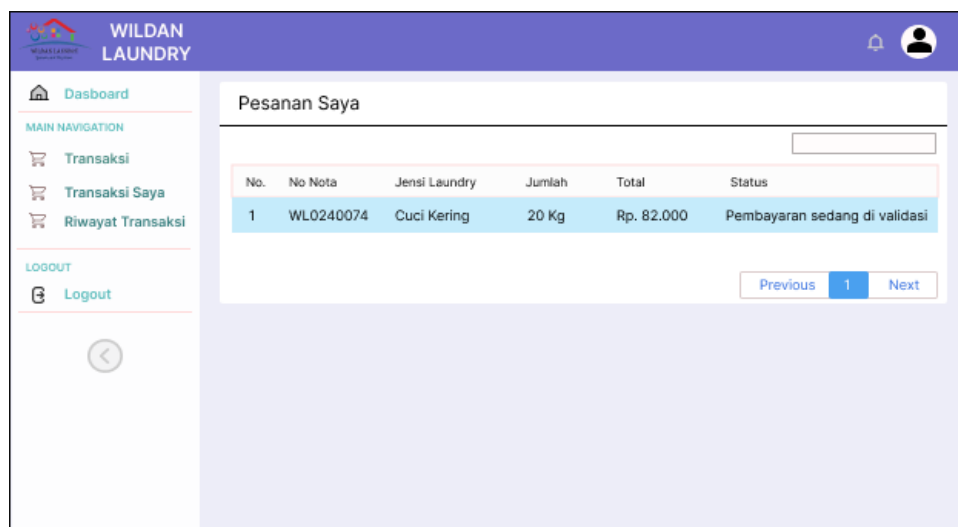 WILDAN
LAUNDRY
WILDAN LAUNDRY
Dasboard
MAIN NAVIGATION
Transaksi
Transaksi Saya
Riwayat Transaksi
LOGOUT
Logout
Pesanan Saya
No. No Nota Jensi Laundry Jumlah Total Status
1 WL0240074 Cuci Kering 20 Kg Rp. 82.000 Pembayaran sedang di validasi
Previous 1 Next